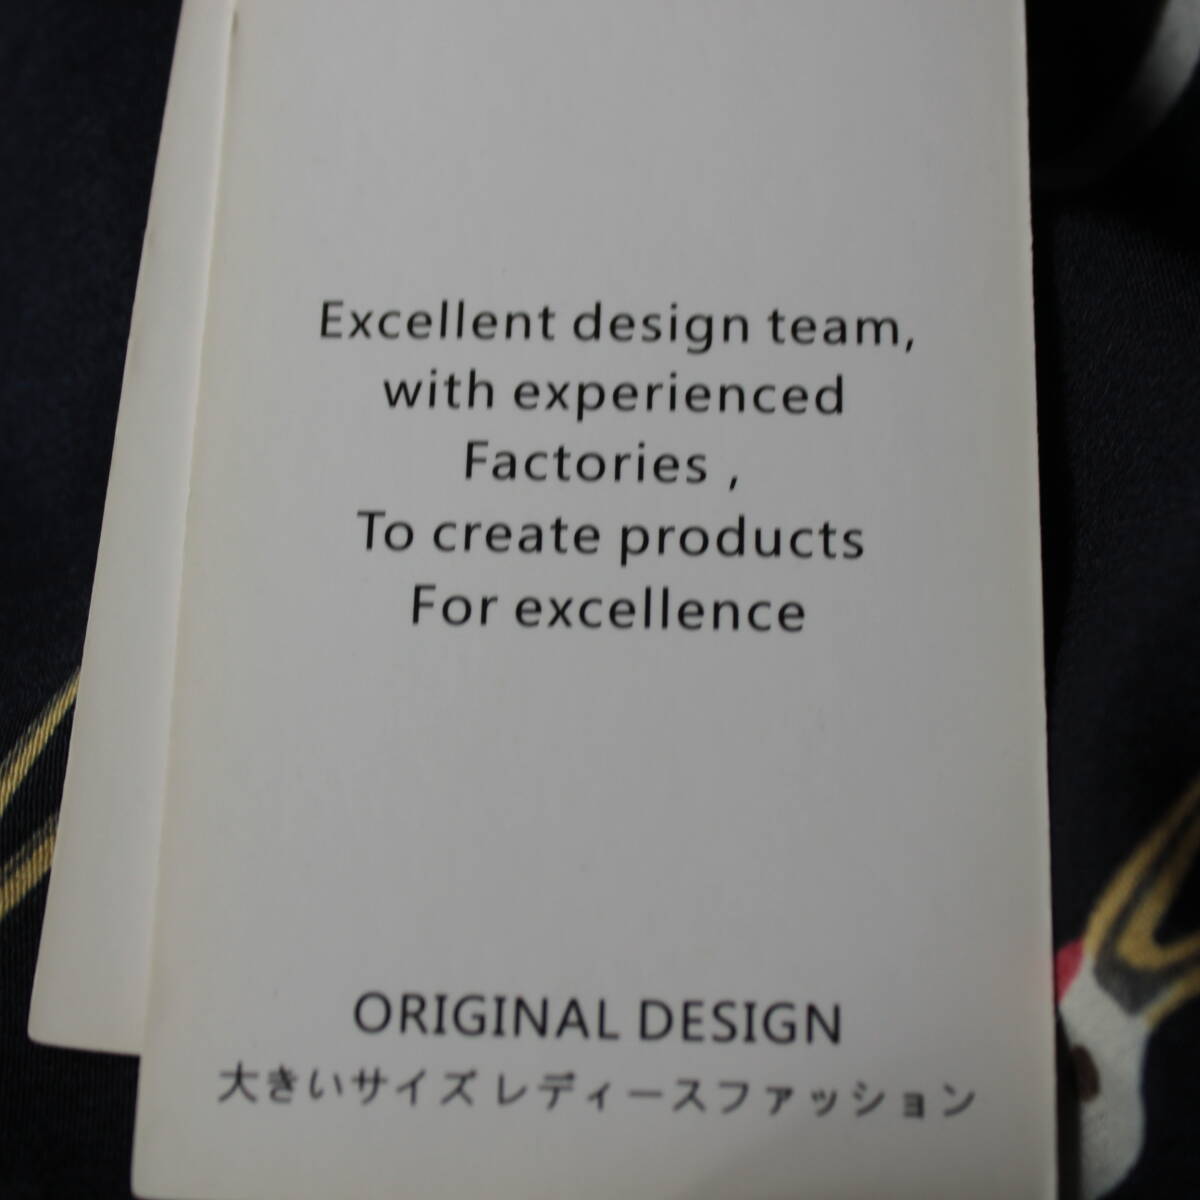 Excellent design team,
with experienced
Factories ,
To create products
For excellence
ORIGINAL DESIGN
大きいサイズ レディースファッション